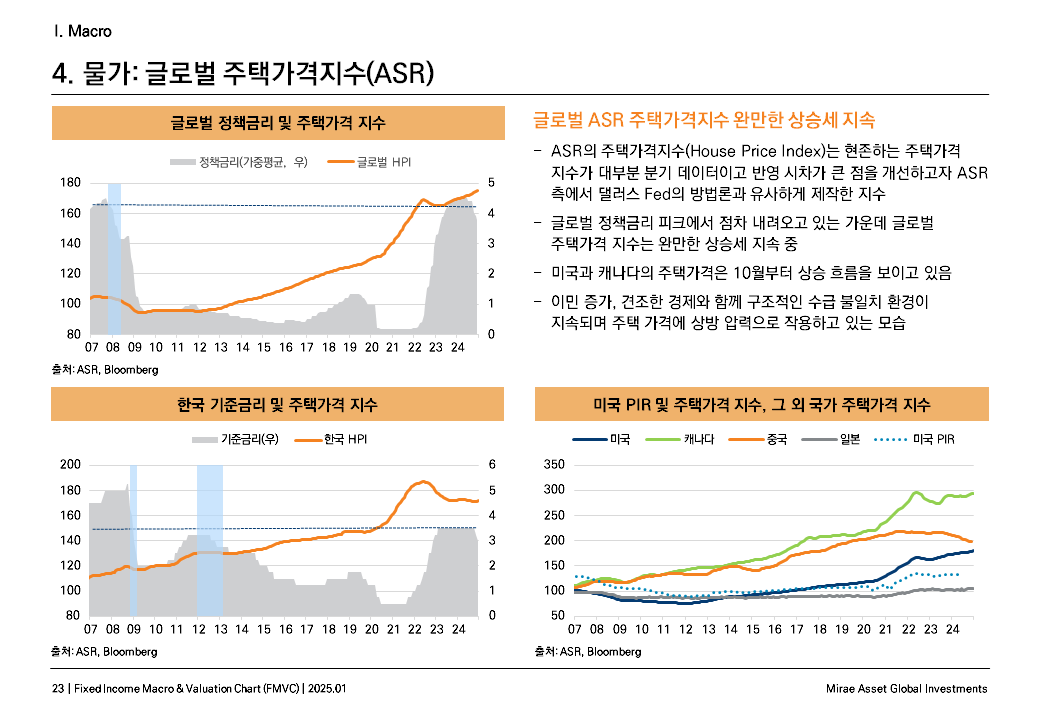 I. Macro
4. 물가: 글로벌 주택가격지수(ASR)
글로벌 정책금리 및 주택가격 지수
정책금리(가중평균, 우) 글로벌 HPI
180 5
160 4
140 3
120 2
100 1
80 0
07 08 09 10 11 12 13 14 15 16 17 18 19 20 21 22 23 24
출처: ASR, Bloomberg
글로벌 ASR 주택가격지수 완만한 상승세 지속
– ASR의 주택가격지수(House Price Index)는 현존하는 주택가격
지수가 대부분 분기 데이터이고 반영 시차가 큰 점을 개선하고자 ASR
측에서 댈러스 Fed의 방법론과 유사하게 제작한 지수
– 글로벌 정책금리 피크에서 점차 내려오고 있는 가운데 글로벌
주택가격 지수는 완만한 상승세 지속 중
– 미국과 캐나다의 주택가격은 10월부터 상승 흐름을 보이고 있음
– 이민 증가, 견조한 경제와 함께 구조적인 수급 불일치 환경이
지속되며 주택 가격에 상방 압력으로 작용하고 있는 모습
한국 기준금리 및 주택가격 지수
기준금리(우) 한국 HPI
200 6
180 5
160 4
140 3
120 2
100 1
80 0
07 08 09 10 11 12 13 14 15 16 17 18 19 20 21 22 23 24
출처: ASR, Bloomberg
미국 PIR 및 주택가격 지수, 그 외 국가 주택가격 지수
미국 캐나다 중국 일본 미국 PIR
350
300
250
200
150
100
50
07 08 09 10 11 12 13 14 15 16 17 18 19 20 21 22 23 24
출처: ASR, Bloomberg
23 | Fixed Income Macro & Valuation Chart (FMVC) | 2025.01
Mirae Asset Global Investments